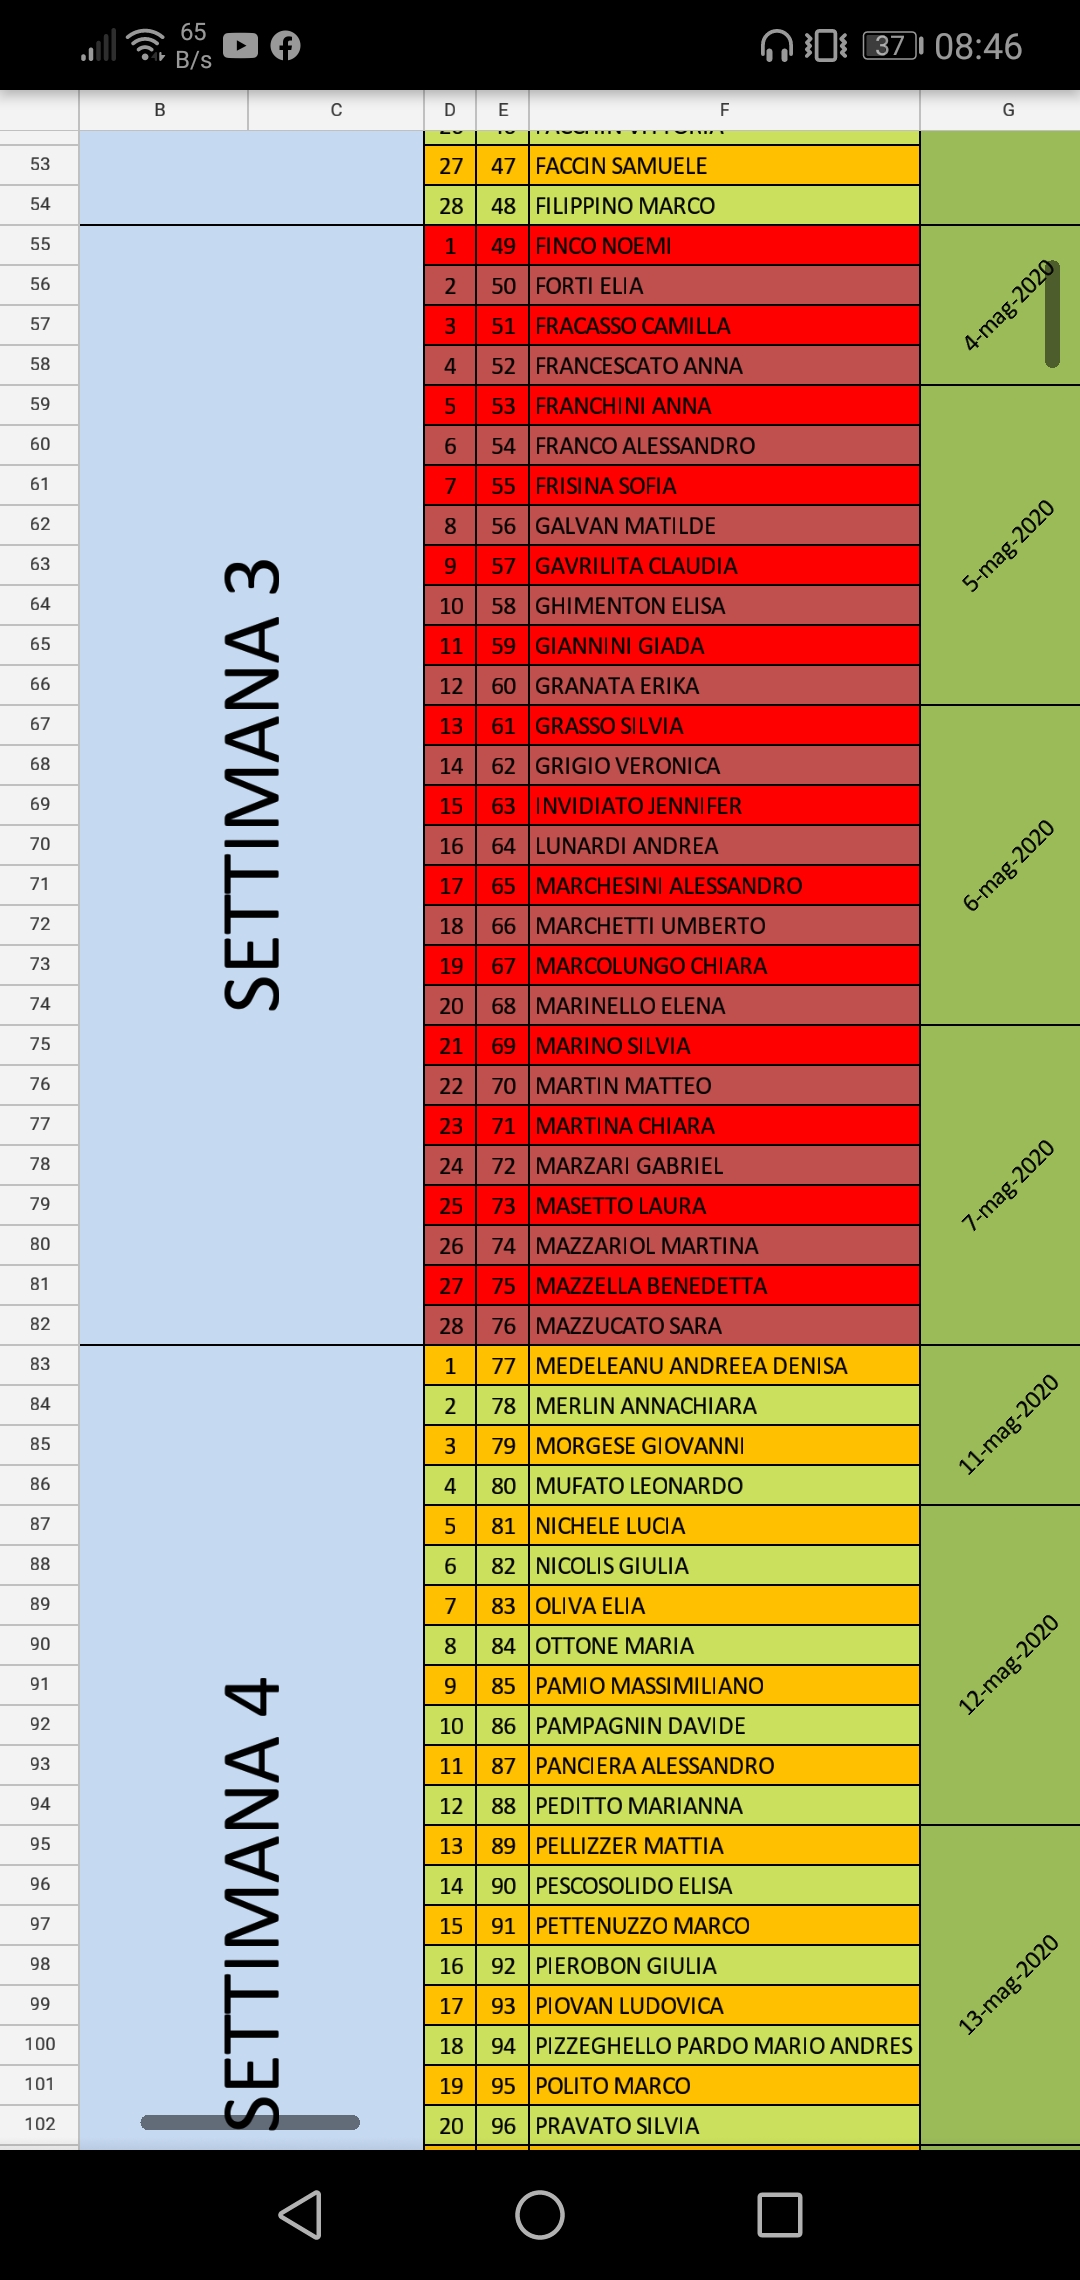 65 B/s 37 08:46
B C D E F G
53 27 47 FACCIN SAMUELE
54 28 48 FILIPPINO MARCO
SETTIMANA 3
55 1 49 FINCO NOEMI
56 2 50 FORTI ELIA
57 3 51 FRACASSO CAMILLA
58 4 52 FRANCESCATO ANNA
4-mag-2020
59 5 53 FRANCHINI ANNA
60 6 54 FRANCO ALESSANDRO
61 7 55 FRISINA SOFIA
62 8 56 GALVAN MATILDE
63 9 57 GAVRILITA CLAUDIA
64 10 58 GHIMENTON ELISA
65 11 59 GIANNINI GIADA
66 12 60 GRANATA ERIKA
5-mag-2020
67 13 61 GRASSO SILVIA
68 14 62 GRIGIO VERONICA
69 15 63 INVIDIATO JENNIFER
70 16 64 LUNARDI ANDREA
71 17 65 MARCHESINI ALESSANDRO
72 18 66 MARCHETTI UMBERTO
73 19 67 MARCOLUNGO CHIARA
74 20 68 MARINELLO ELENA
6-mag-2020
75 21 69 MARINO SILVIA
76 22 70 MARTIN MATTEO
77 23 71 MARTINA CHIARA
78 24 72 MARZARI GABRIEL
79 25 73 MASETTO LAURA
80 26 74 MAZZARIOL MARTINA
81 27 75 MAZZELLA BENEDETTA
82 28 76 MAZZUCATO SARA
7-mag-2020
SETTIMANA 4
83 1 77 MEDELEANU ANDREEA DENISA
84 2 78 MERLIN ANNACHIARA
85 3 79 MORGESE GIOVANNI
86 4 80 MUFATO LEONARDO
11-mag-2020
87 5 81 NICHELE LUCIA
88 6 82 NICOLIS GIULIA
89 7 83 OLIVA ELIA
90 8 84 OTTONE MARIA
91 9 85 PAMIO MASSIMILIANO
92 10 86 PAMPAGNIN DAVIDE
93 11 87 PANCIERA ALESSANDRO
94 12 88 PEDITTO MARIANNA
12-mag-2020
95 13 89 PELLIZZER MATTIA
96 14 90 PESCOSOLIDO ELISA
97 15 91 PETTENUZZO MARCO
98 16 92 PIEROBON GIULIA
99 17 93 PIOVAN LUDOVICA
100 18 94 PIZZEGHELLO PARDO MARIO ANDRES
101 19 95 POLITO MARCO
102 20 96 PRAVATO SILVIA
13-mag-2020